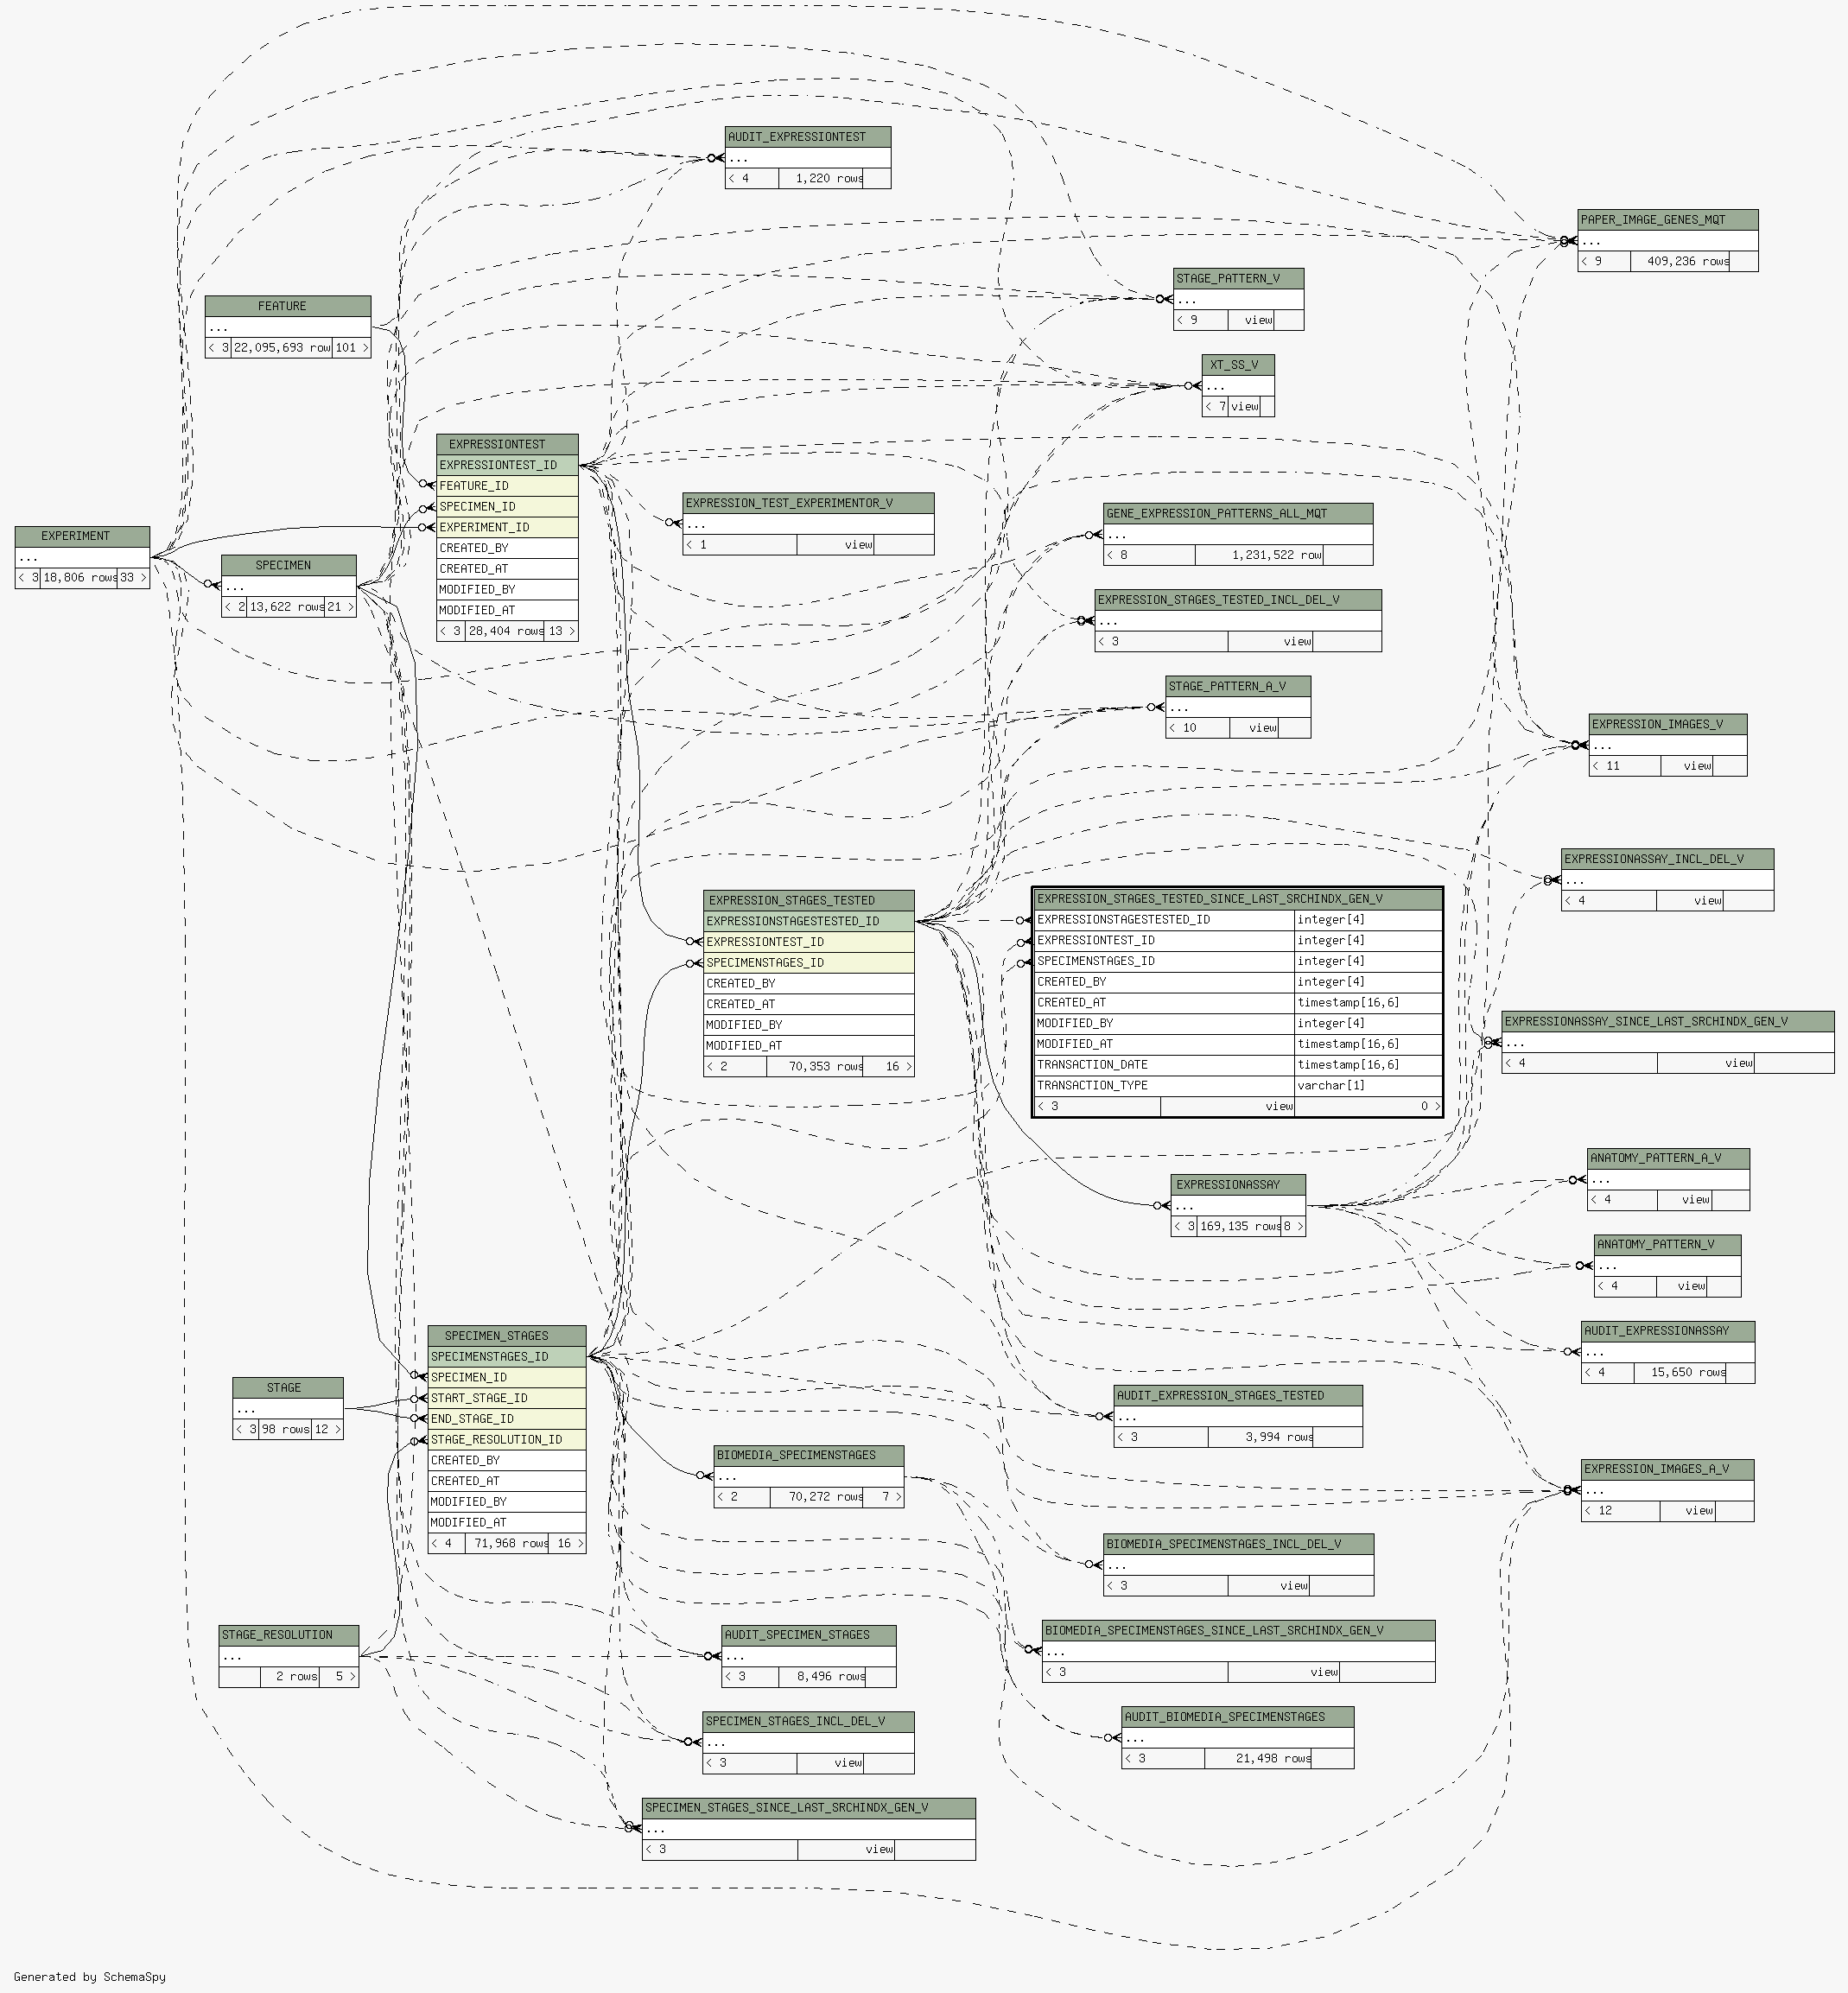 AUDIT_EXPRESSIONTEST
...
< 4 1,220 rows
PAPER_IMAGE_GENES_MQT
...
< 9 409,236 rows
STAGE_PATTERN_V
...
< 9 view
FEATURE
...
< 3 22,095,693 row 101 >
XT_SS_V
...
< 7 view
EXPRESSIONTEST
EXPRESSIONTEST_ID
FEATURE_ID
SPECIMEN_ID
EXPERIMENT_ID
CREATED_BY
CREATED_AT
MODIFIED_BY
MODIFIED_AT
< 3 28,404 rows 13 >
EXPRESSION_TEST_EXPERIMENTOR_V
...
< 1 view
GENE_EXPRESSION_PATTERNS_ALL_MQT
...
< 8 1,231,522 row
EXPERIMENT
...
< 3 18,806 rows 33 >
SPECIMEN
...
< 2 13,622 rows 21 >
EXPRESSION_STAGES_TESTED_INCL_DEL_V
...
< 3 view
STAGE_PATTERN_A_V
...
< 10 view
EXPRESSION_IMAGES_V
...
< 11 view
EXPRESSIONASSAY_INCL_DEL_V
...
< 4 view
EXPRESSION_STAGES_TESTED
EXPRESSIONSTAGESTESTED_ID
EXPRESSIONTEST_ID
SPECIMENSTAGES_ID
CREATED_BY
CREATED_AT
MODIFIED_BY
MODIFIED_AT
< 2 70,353 rows 16 >
EXPRESSION_STAGES_TESTED_SINCE_LAST_SRCHINDX_GEN_V
EXPRESSIONSTAGESTESTED_ID integer[4]
EXPRESSIONTEST_ID integer[4]
SPECIMENSTAGES_ID integer[4]
CREATED_BY integer[4]
CREATED_AT timestamp[16,6]
MODIFIED_BY integer[4]
MODIFIED_AT timestamp[16,6]
TRANSACTION_DATE timestamp[16,6]
TRANSACTION_TYPE varchar[1]
< 3 view 0 >
EXPRESSIONASSAY_SINCE_LAST_SRCHINDX_GEN_V
...
< 4 view
EXPRESSIONASSAY
...
< 3 169,135 rows 8 >
ANATOMY_PATTERN_A_V
...
< 4 view
ANATOMY_PATTERN_V
...
< 4 view
AUDIT_EXPRESSIONASSAY
...
< 4 15,650 rows
SPECIMEN_STAGES
SPECIMENSTAGES_ID
SPECIMEN_ID
START_STAGE_ID
END_STAGE_ID
STAGE_RESOLUTION_ID
CREATED_BY
CREATED_AT
MODIFIED_BY
MODIFIED_AT
< 4 71,968 rows 16 >
STAGE
...
< 3 98 rows 12 >
AUDIT_EXPRESSION_STAGES_TESTED
...
< 3 3,994 rows
BIOMEDIA_SPECIMENSTAGES
...
< 2 70,272 rows 7 >
EXPRESSION_IMAGES_A_V
...
< 12 view
BIOMEDIA_SPECIMENSTAGES_INCL_DEL_V
...
< 3 view
STAGE_RESOLUTION
...
2 rows 5 >
AUDIT_SPECIMEN_STAGES
...
< 3 8,496 rows
BIOMEDIA_SPECIMENSTAGES_SINCE_LAST_SRCHINDX_GEN_V
...
< 3 view
SPECIMEN_STAGES_INCL_DEL_V
...
< 3 view
AUDIT_BIOMEDIA_SPECIMENSTAGES
...
< 3 21,498 rows
SPECIMEN_STAGES_SINCE_LAST_SRCHINDX_GEN_V
...
< 3 view
Generated by SchemaSpy